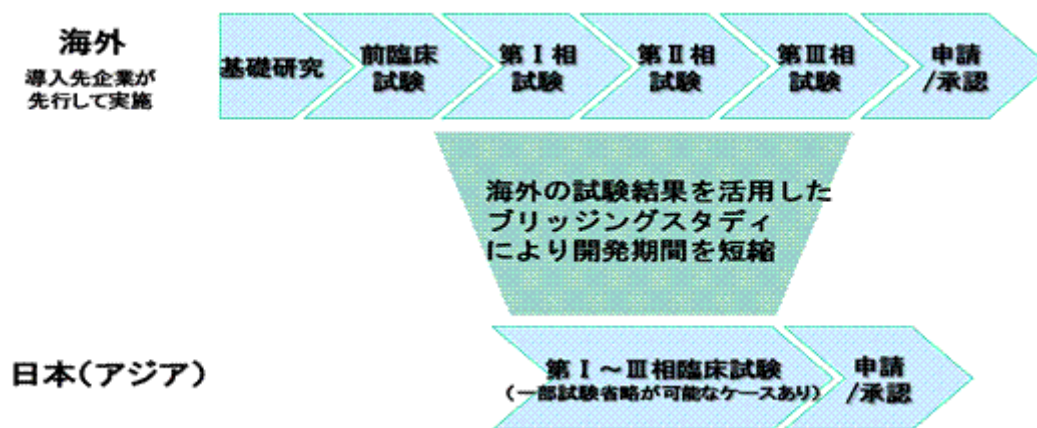 海外
導入先企業が
先行して実施
基礎研究
前臨床
試験
第Ⅰ相
試験
第Ⅱ相
試験
第Ⅲ相
試験
申請
/承認
海外の試験結果を活用した
ブリッジングスタディ
により開発期間を短縮
日本(アジア)
第Ⅰ～Ⅲ相臨床試験
(一部試験省略が可能なケースあり)
申請
/承認